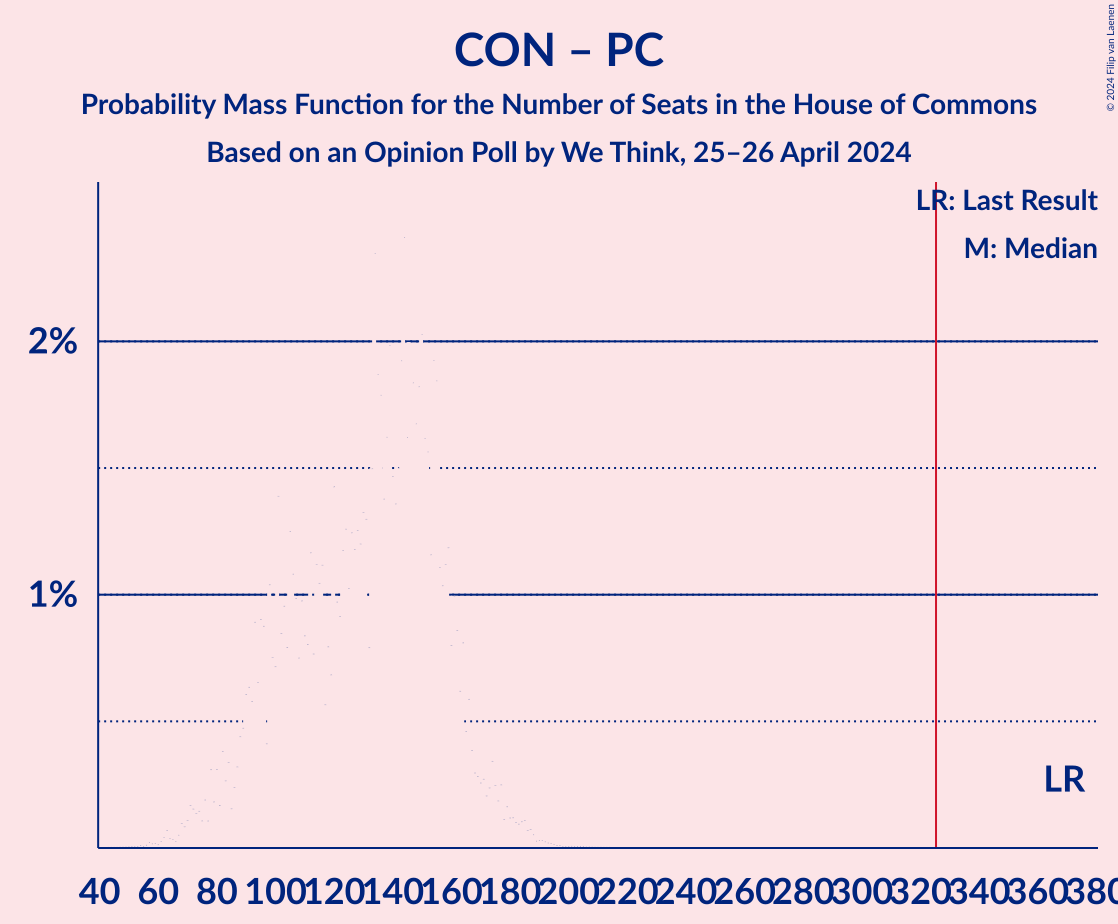 CON – PC
Probability Mass Function for the Number of Seats in the House of Commons
Based on an Opinion Poll by We Think, 25–26 April 2024
© 2024 Filip van Laenen
LR: Last Result
M: Median
2%
1%
LR
40 60 80 100 120 140 160 180 200 220 240 260 280 300 320 340 360 380